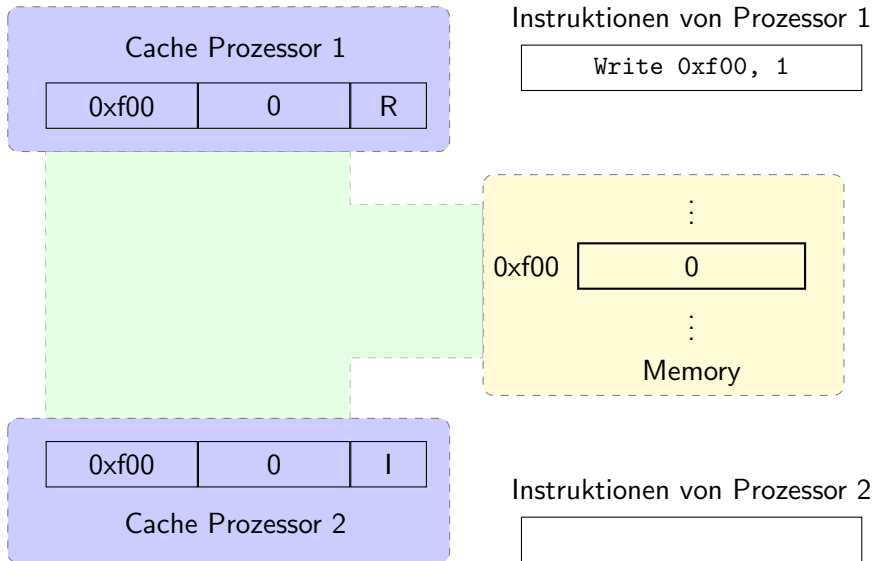 Instruktionen von Prozessor 1
Write 0xf00, 1
Cache Prozessor 1
0xf00 0 R
⋮
0xf00 0
⋮
Memory
0xf00 0 I
Cache Prozessor 2
Instruktionen von Prozessor 2